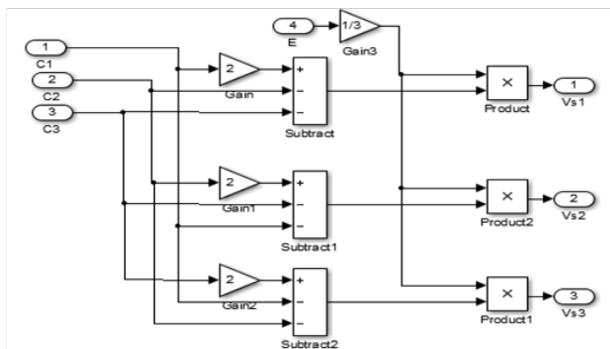 4
E
1/3
Gain3
1
C1
2
C2
3
C3
2
Gain
+
−
−
Subtract
×
Product
1
Vs1
2
Gain1
+
−
−
Subtract1
×
Product2
2
Vs2
2
Gain2
+
−
−
Subtract2
×
Product1
3
Vs3